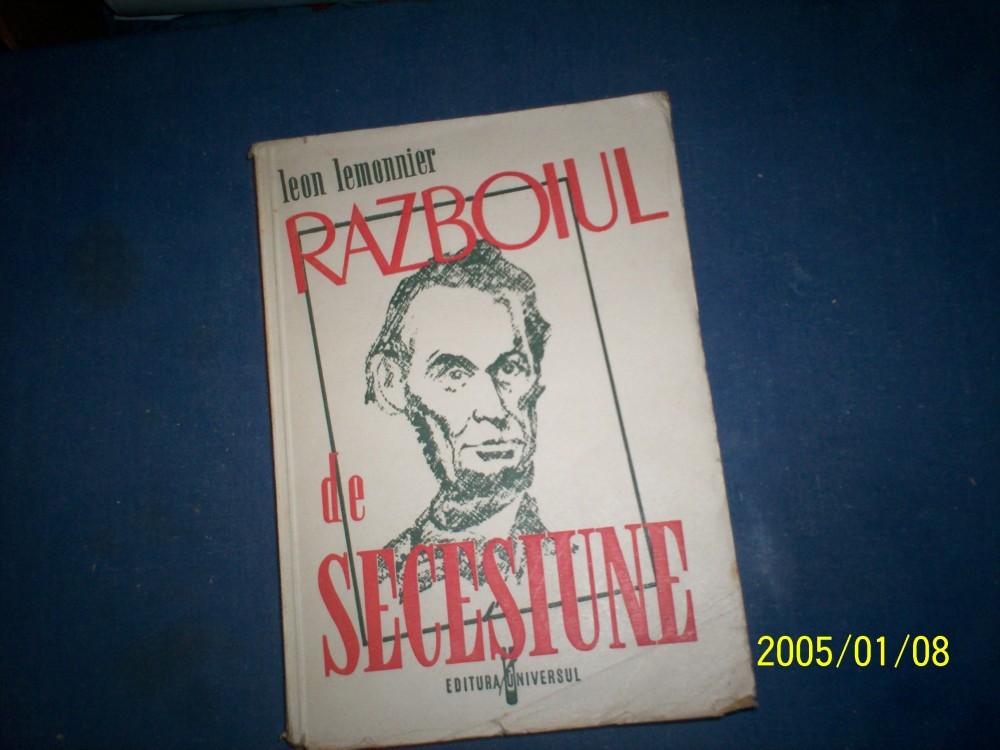 leon lemonnier
RAZBOIUL
de
SECESIUNE
EDITURA UNIVERSUL
2005/01/08